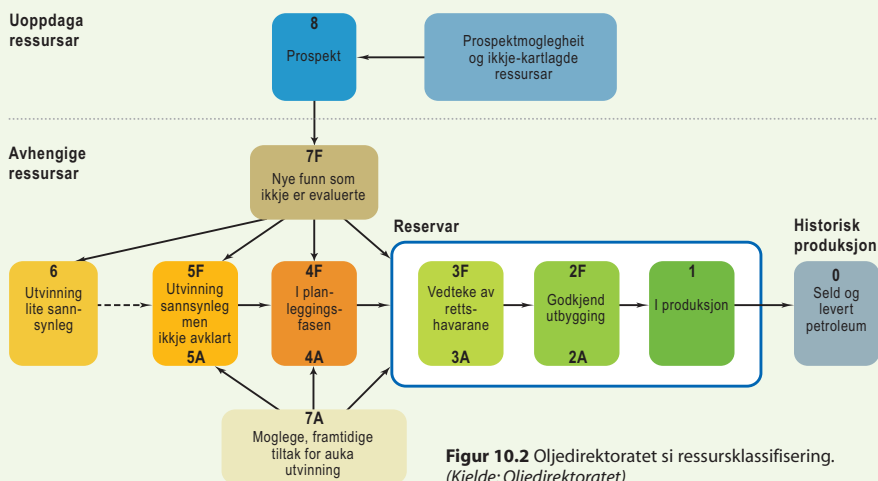 Uoppdaga
ressursar
8
Prospekt
Prospektmoglegheit
og ikkje-kartlagde
ressursar
Avhengige
ressursar
7F
Nye funn som
ikkje er evaluerte
Reservar
Historisk
produksjon
6
Utvinning
lite sann-
synleg
5F
Utvinning
sannsynleg
men
ikkje avklart
5A
4F
I plan-
leggings-
fasen
4A
3F
Vedteke av
retts-
havarane
3A
2F
Godkjend
utbygging
2A
1
I produksjon
0
Seld og
levert
petroleum
7A
Moglege, framtidige
tiltak for auka
utvinning
Figur 10.2 Oljedirektoratet si ressursklassifisering.
(Kjelde: Oljedirektoratet)